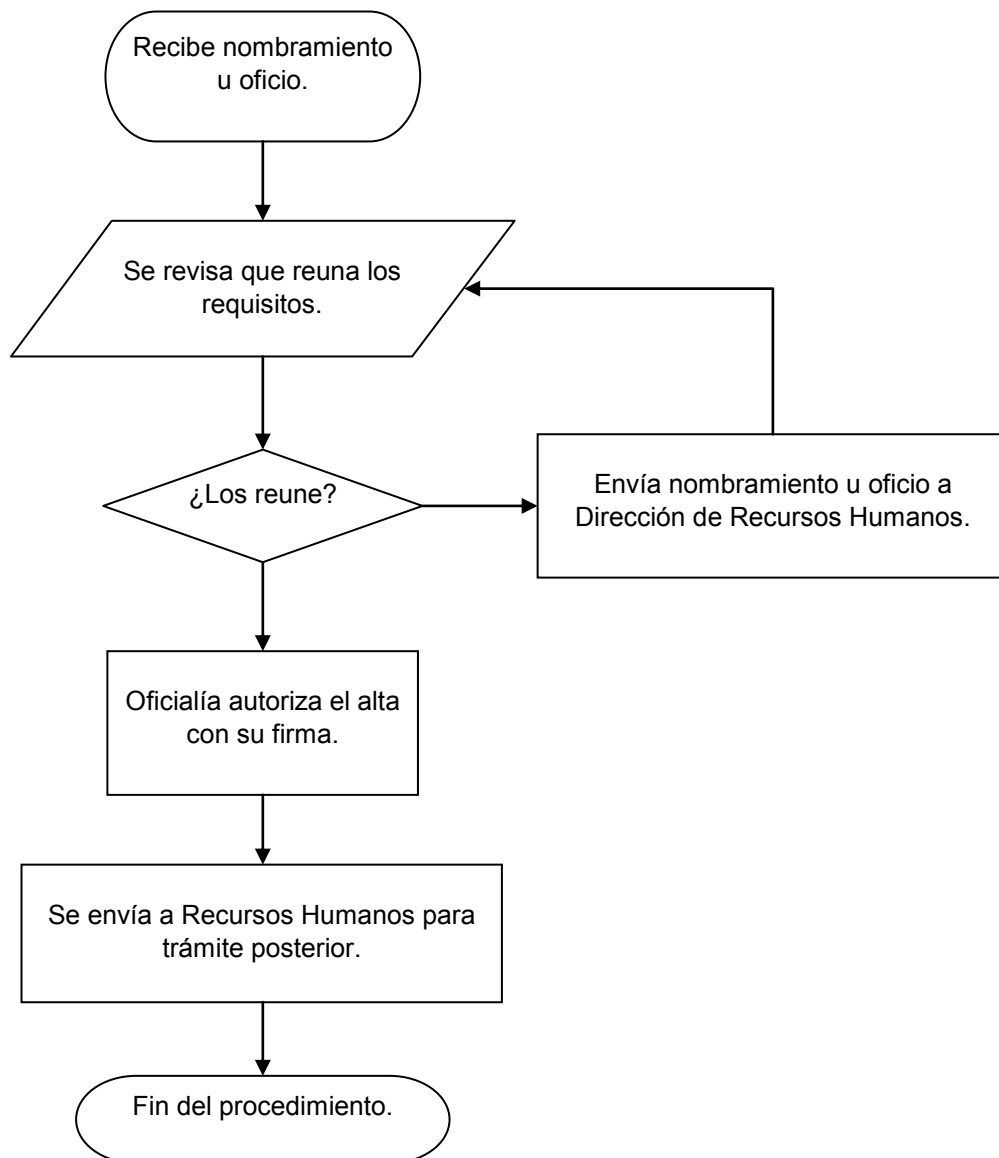 Recibe nombramiento
u oficio.
Se revisa que reuna los
requisitos.
¿Los reune?
Envía nombramiento u oficio a
Dirección de Recursos Humanos.
Oficialía autoriza el alta
con su firma.
Se envía a Recursos Humanos para
trámite posterior.
Fin del procedimiento.